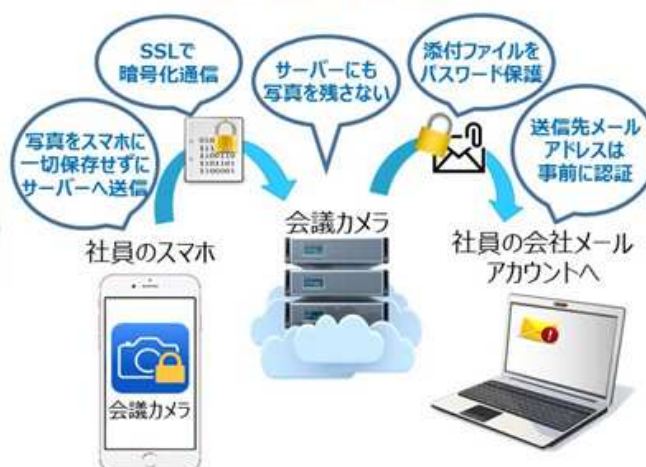 SSLで
暗号化通信
サーバーにも
写真を残さない
添付ファイルを
パスワード保護
写真をスマホに
一切保存せずに
サーバーへ送信
送信先メール
アドレスは
事前に認証
社員のスマホ
会議カメラ
社員の会社メール
アカウントへ
会議カメラ